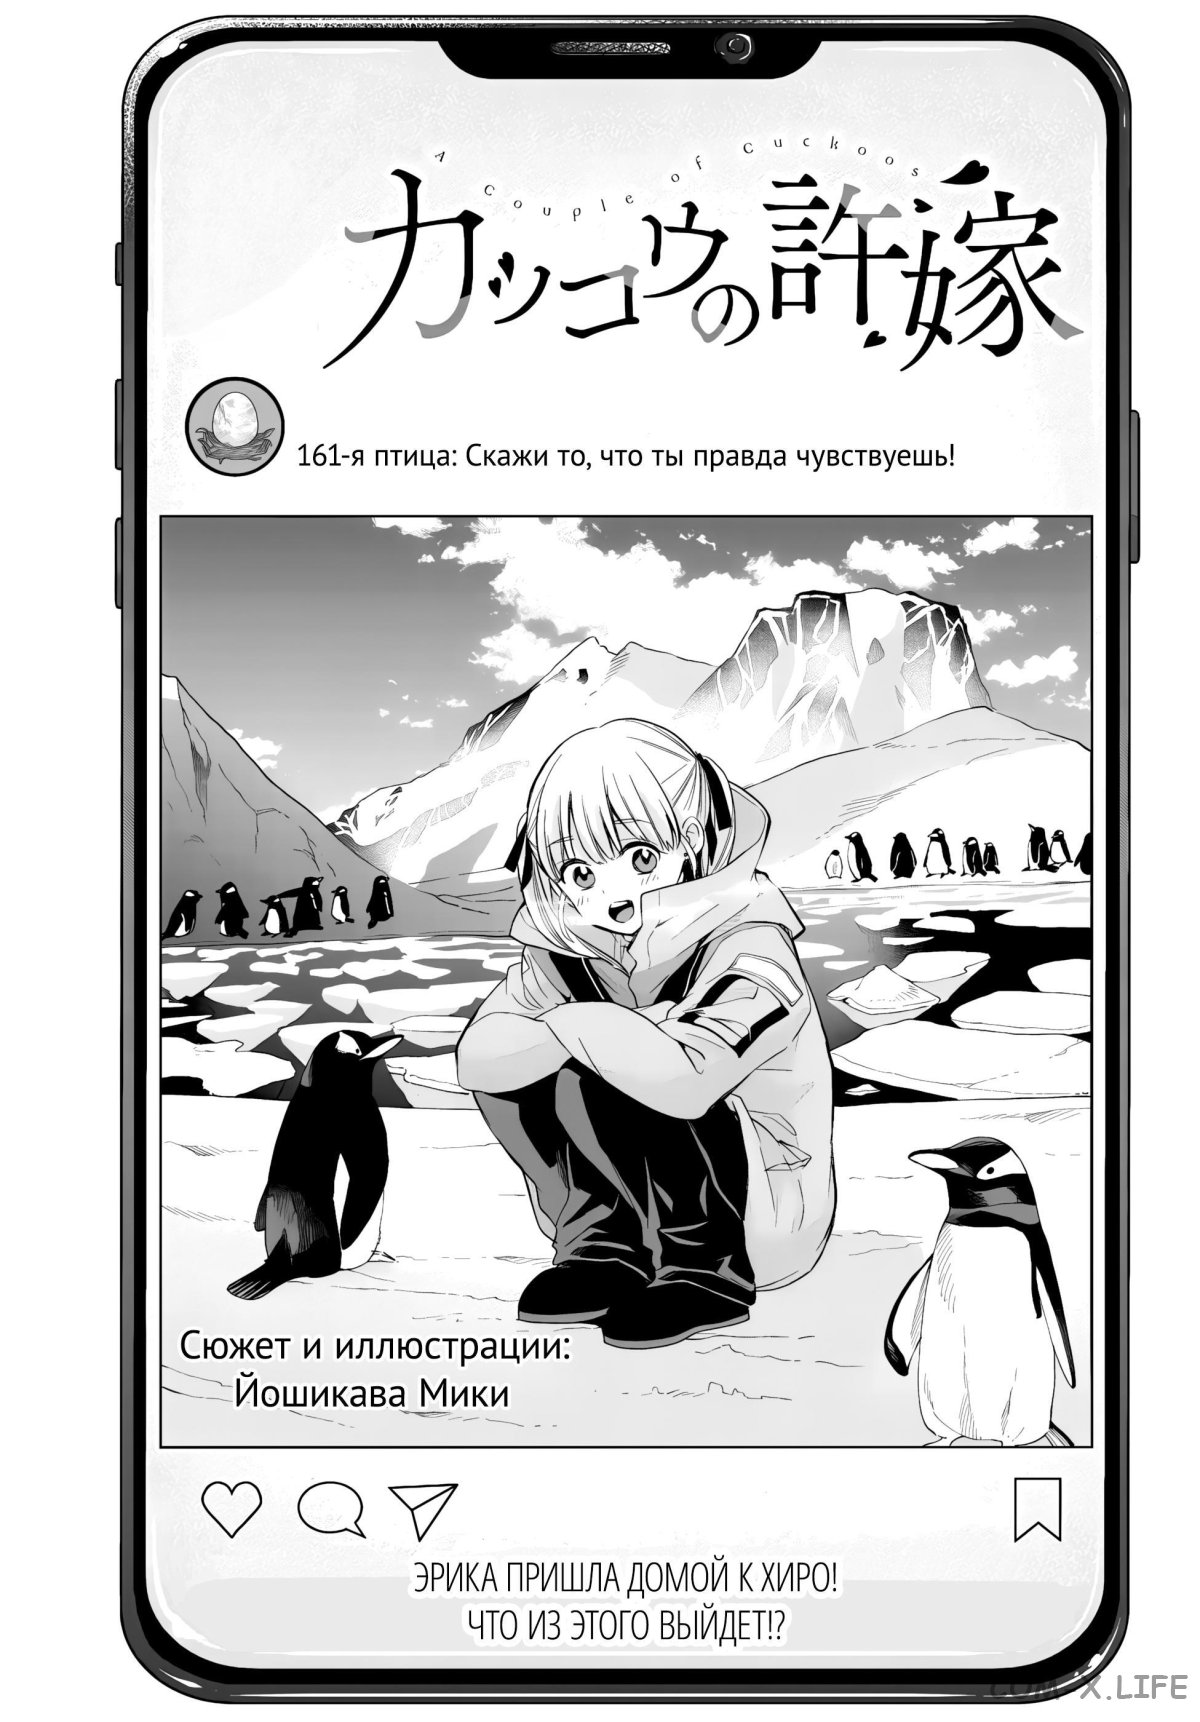 A Couple of Cuckoos
カッコウの許嫁
161-я птица: Скажи то, что ты правда чувствуешь!
Сюжет и иллюстрации:
Йошикава Мики
ЭРИКА ПРИШЛА ДОМОЙ К ХИРО!
ЧТО ИЗ ЭТОГО ВЫЙДЕТ!?
COM-X.LIFE